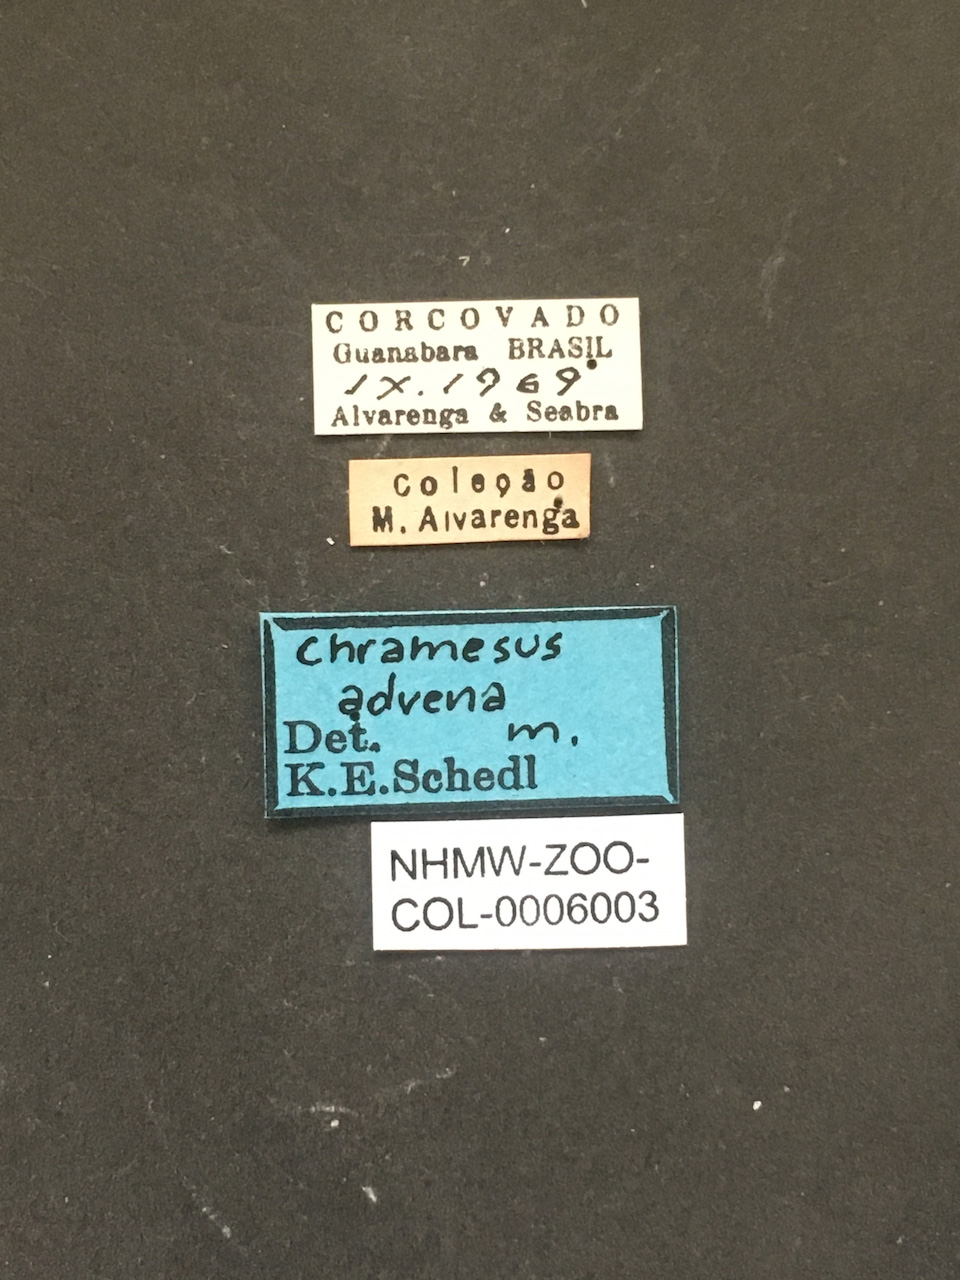 CORCOVADO
Guanabara BRASIL
IX.1969
Alvarenga & Seabra
Coleção
M. Alvarenga
Chramesus
advena
Det. m.
K.E.Schedl
NHMW-ZOO-
COL-0006003